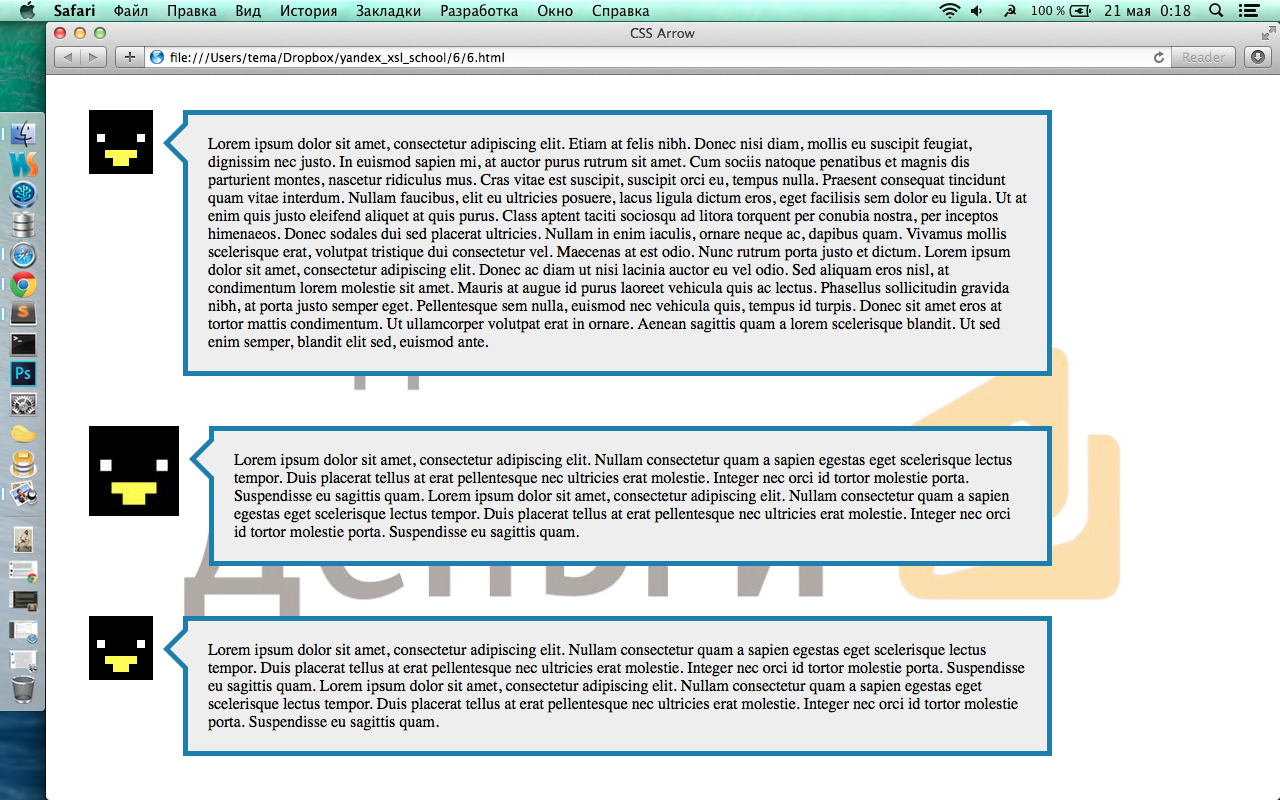 Safari Файл Правка Вид История Закладки Разработка Окно Справка 100 % 21 мая 0:18
CSS Arrow
file:///Users/tema/Dropbox/yandex_xsl_school/6/6.html Reader
Lorem ipsum dolor sit amet, consectetur adipiscing elit. Etiam at felis nibh. Donec nisi diam, mollis eu suscipit feugiat,
dignissim nec justo. In euismod sapien mi, at auctor purus rutrum sit amet. Cum sociis natoque penatibus et magnis dis
parturient montes, nascetur ridiculus mus. Cras vitae est suscipit, suscipit orci eu, tempus nulla. Praesent consequat tincidunt
quam vitae interdum. Nullam faucibus, elit eu ultricies posuere, lacus ligula dictum eros, eget facilisis sem dolor eu ligula. Ut at
enim quis justo eleifend aliquet at quis purus. Class aptent taciti sociosqu ad litora torquent per conubia nostra, per inceptos
himenaeos. Donec sodales dui sed placerat ultricies. Nullam in enim iaculis, ornare neque ac, dapibus quam. Vivamus mollis
scelerisque erat, volutpat tristique dui consectetur vel. Maecenas at est odio. Nunc rutrum porta justo et dictum. Lorem ipsum
dolor sit amet, consectetur adipiscing elit. Donec ac diam ut nisi lacinia auctor eu vel odio. Sed aliquam eros nisl, at
condimentum lorem molestie sit amet. Mauris at augue id purus laoreet vehicula quis ac lectus. Phasellus sollicitudin gravida
nibh, at porta justo semper eget. Pellentesque sem nulla, euismod nec vehicula quis, tempus id turpis. Donec sit amet eros at
tortor mattis condimentum. Ut ullamcorper volutpat erat in ornare. Aenean sagittis quam a lorem scelerisque blandit. Ut sed
enim semper, blandit elit sed, euismod ante.
Ps
Lorem ipsum dolor sit amet, consectetur adipiscing elit. Nullam consectetur quam a sapien egestas eget scelerisque lectus
tempor. Duis placerat tellus at erat pellentesque nec ultricies erat molestie. Integer nec orci id tortor molestie porta.
Suspendisse eu sagittis quam. Lorem ipsum dolor sit amet, consectetur adipiscing elit. Nullam consectetur quam a sapien
egestas eget scelerisque lectus tempor. Duis placerat tellus at erat pellentesque nec ultricies erat molestie. Integer nec orci
id tortor molestie porta. Suspendisse eu sagittis quam.
Деньги
Lorem ipsum dolor sit amet, consectetur adipiscing elit. Nullam consectetur quam a sapien egestas eget scelerisque lectus
tempor. Duis placerat tellus at erat pellentesque nec ultricies erat molestie. Integer nec orci id tortor molestie porta. Suspendisse
eu sagittis quam. Lorem ipsum dolor sit amet, consectetur adipiscing elit. Nullam consectetur quam a sapien egestas eget
scelerisque lectus tempor. Duis placerat tellus at erat pellentesque nec ultricies erat molestie. Integer nec orci id tortor molestie
porta. Suspendisse eu sagittis quam.